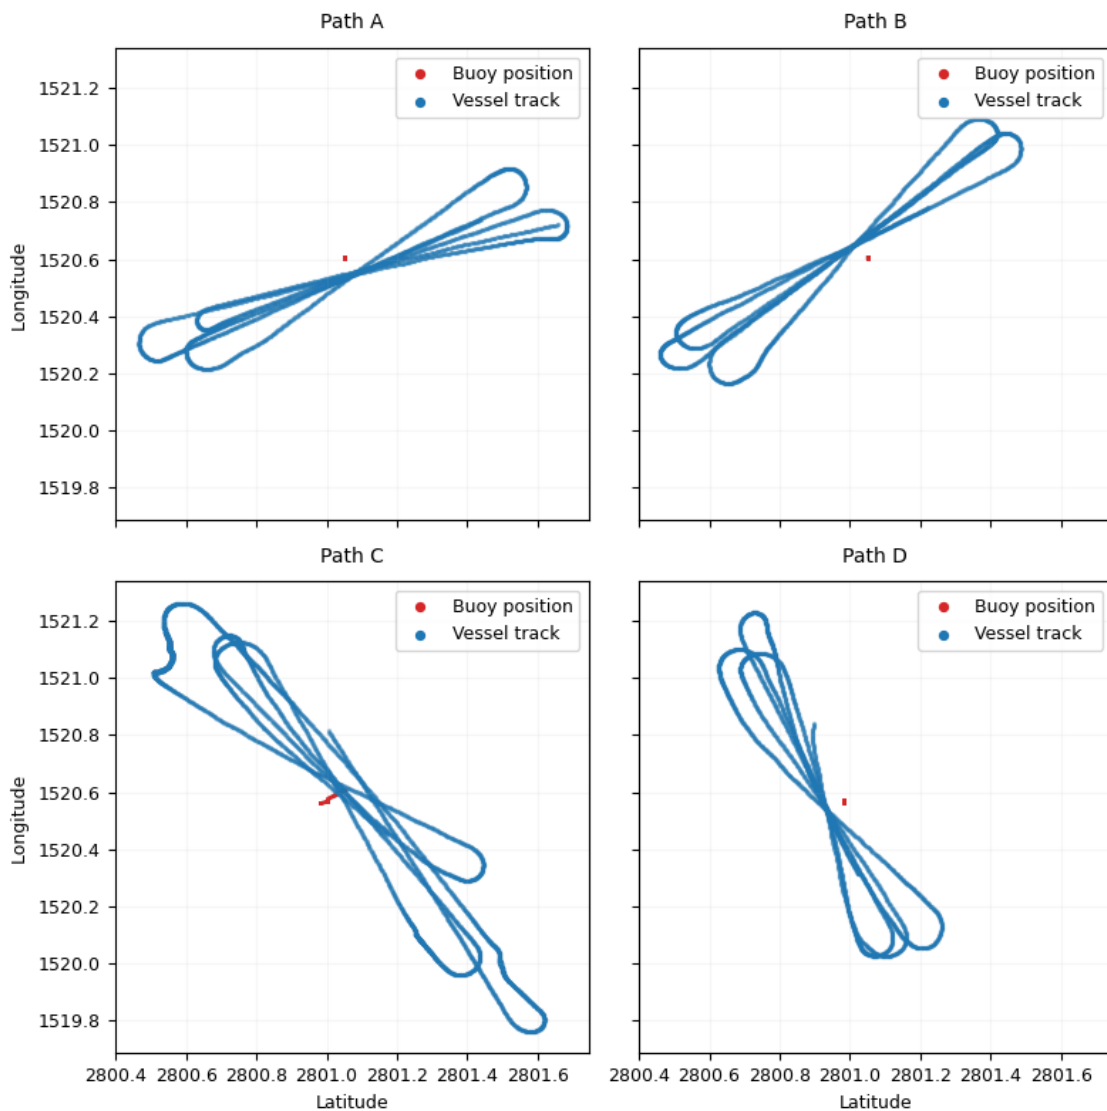 Path A
Path B
Buoy position
Vessel track
Buoy position
Vessel track
1521.2
1521.0
1520.8
1520.6
1520.4
1520.2
1520.0
1519.8
Longitude
Path C
Path D
Buoy position
Vessel track
Buoy position
Vessel track
1521.2
1521.0
1520.8
1520.6
1520.4
1520.2
1520.0
1519.8
Longitude
2800.4 2800.6 2800.8 2801.0 2801.2 2801.4 2801.6
2800.4 2800.6 2800.8 2801.0 2801.2 2801.4 2801.6
Latitude
Latitude